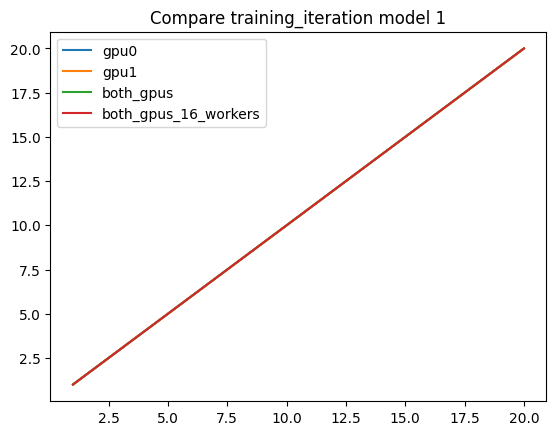 Compare training_iteration model 1
gpu0
gpu1
both_gpus
both_gpus_16_workers
20.0
17.5
15.0
12.5
10.0
7.5
5.0
2.5
2.5 5.0 7.5 10.0 12.5 15.0 17.5 20.0